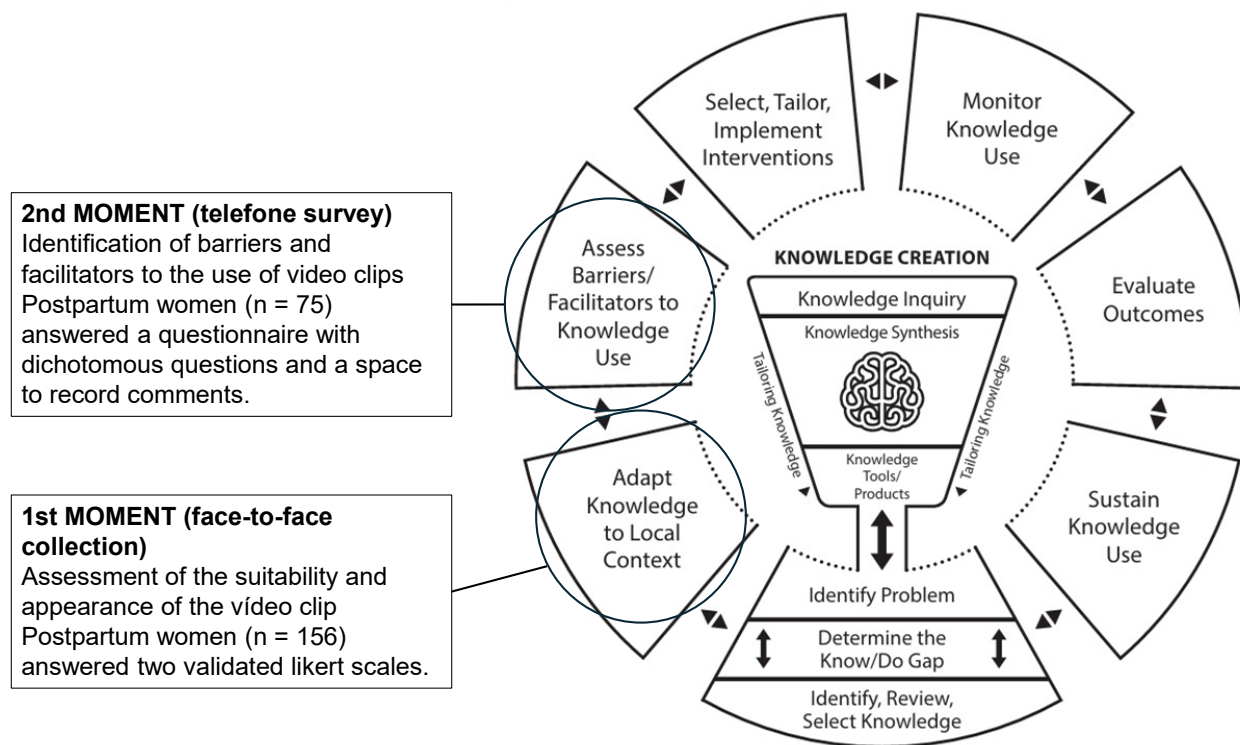 2nd MOMENT (telefone survey)
Identification of barriers and
facilitators to the use of video clips
Postpartum women (n = 75)
answered a questionnaire with
dichotomous questions and a space
to record comments.
1st MOMENT (face-to-face
collection)
Assessment of the suitability and
appearance of the vídeo clip
Postpartum women (n = 156)
answered two validated likert scales.
Select, Tailor,
Implement
Interventions
Monitor
Knowledge
Use
Assess
Barriers/
Facilitators to
Knowledge
Use
Evaluate
Outcomes
Adapt
Knowledge
to Local
Context
Sustain
Knowledge
Use
KNOWLEDGE CREATION
Knowledge Inquiry
Knowledge Synthesis
Tailoring Knowledge
Tailoring Knowledge
Knowledge
Tools/
Products
Identify Problem
Determine the
Know/Do Gap
Identify, Review,
Select Knowledge